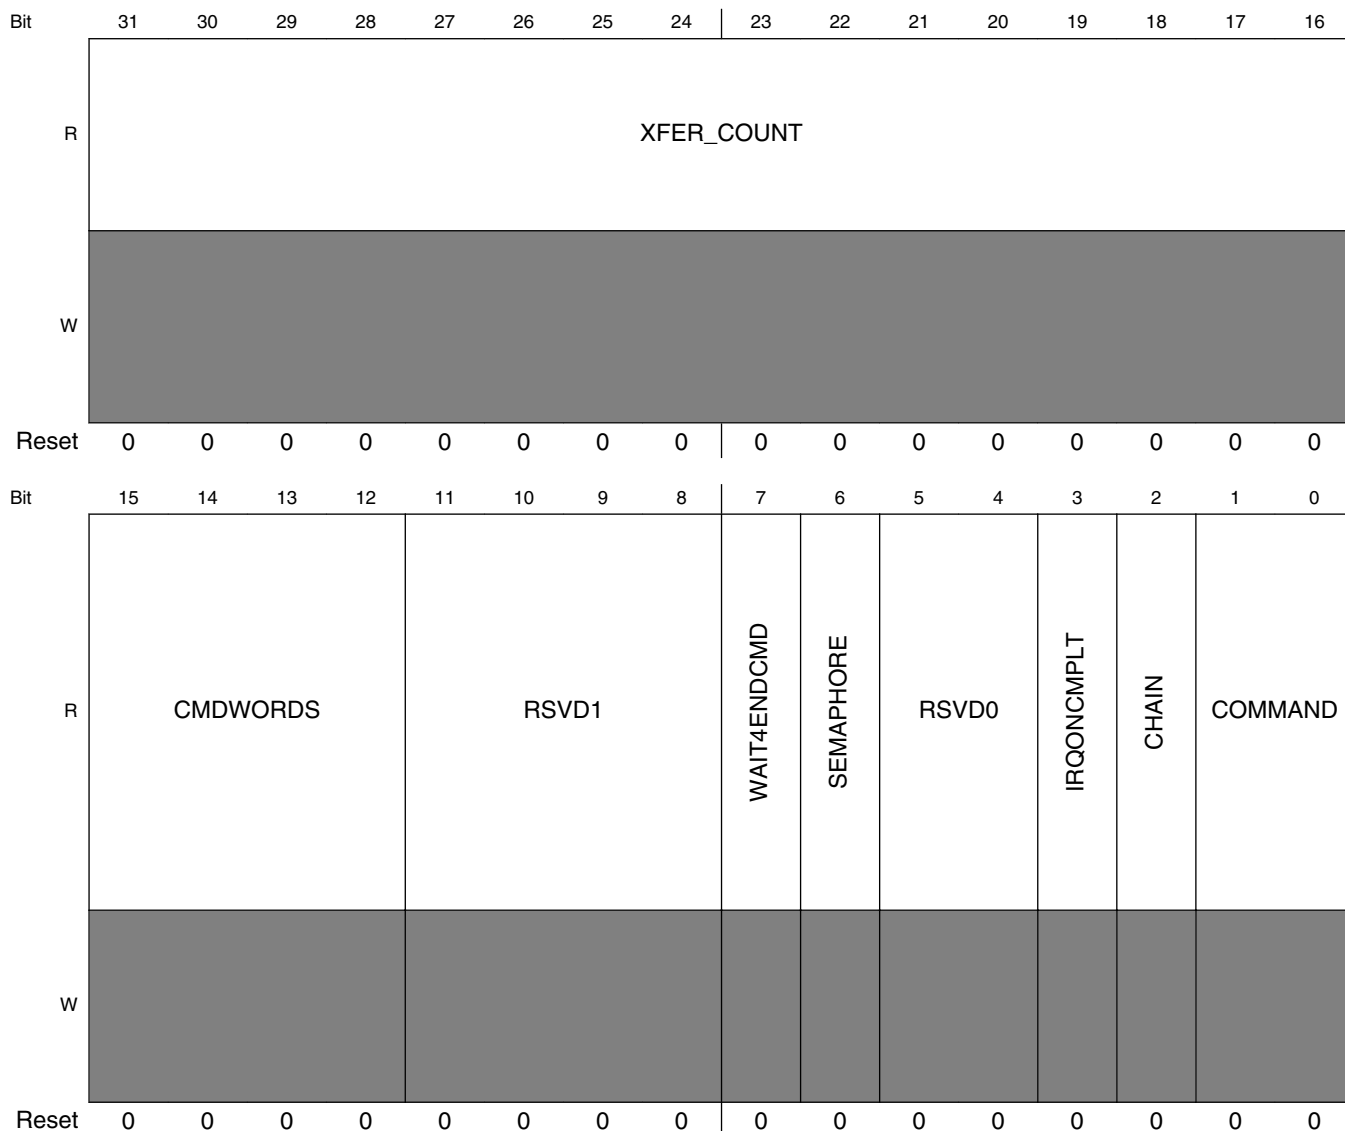 Bit 31 30 29 28 27 26 25 24 23 22 21 20 19 18 17 16
R XFER_COUNT
W
Reset 0 0 0 0 0 0 0 0 0 0 0 0 0 0 0 0
Bit 15 14 13 12 11 10 9 8 7 6 5 4 3 2 1 0
R CMDWORDS RSVD1 WAIT4ENDCMD SEMAPHORE RSVD0 IRQONCMPLT CHAIN COMMAND
W
Reset 0 0 0 0 0 0 0 0 0 0 0 0 0 0 0 0